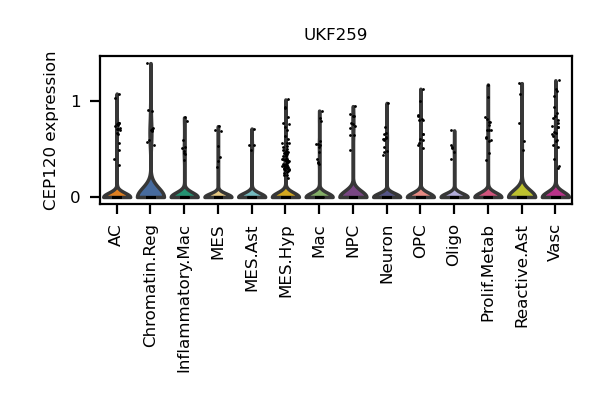 UKF259
CEP120 expression
1
0
AC
Chromatin.Reg
Inflammatory.Mac
MES
MES.Ast
MES.Hyp
Mac
NPC
Neuron
OPC
Oligo
Prolif.Metab
Reactive.Ast
Vasc